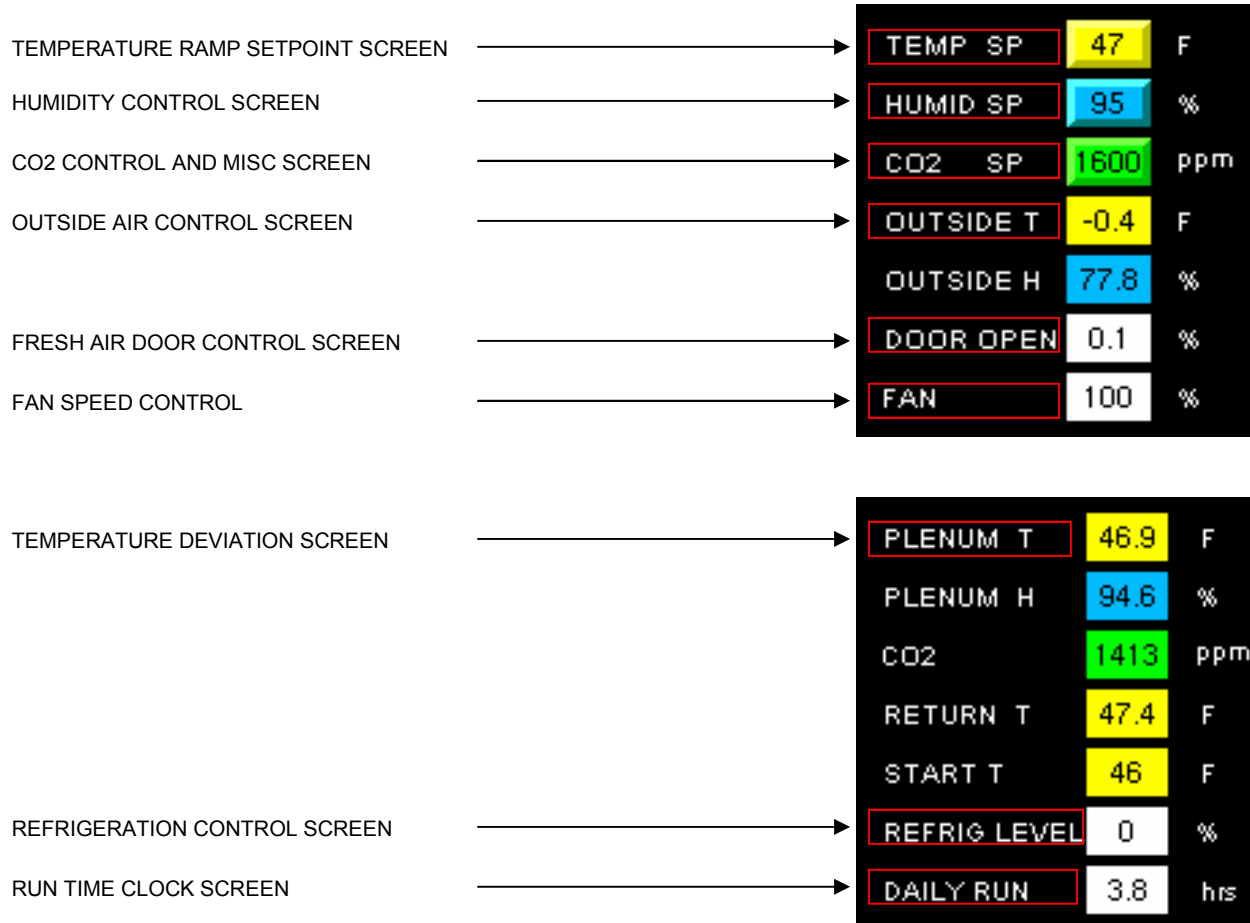 TEMPERATURE RAMP SETPOINT SCREEN TEMP SP 47 F
HUMIDITY CONTROL SCREEN HUMID SP 95 %
CO2 CONTROL AND MISC SCREEN CO2 SP 1600 ppm
OUTSIDE AIR CONTROL SCREEN OUTSIDE T -0.4 F
OUTSIDE H 77.8 %
FRESH AIR DOOR CONTROL SCREEN DOOR OPEN 0.1 %
FAN SPEED CONTROL FAN 100 %
TEMPERATURE DEVIATION SCREEN PLENUM T 46.9 F
PLENUM H 94.6 %
CO2 1413 ppm
RETURN T 47.4 F
START T 46 F
REFRIGERATION CONTROL SCREEN REFRIG LEVEL 0 %
RUN TIME CLOCK SCREEN DAILY RUN 3.8 hrs